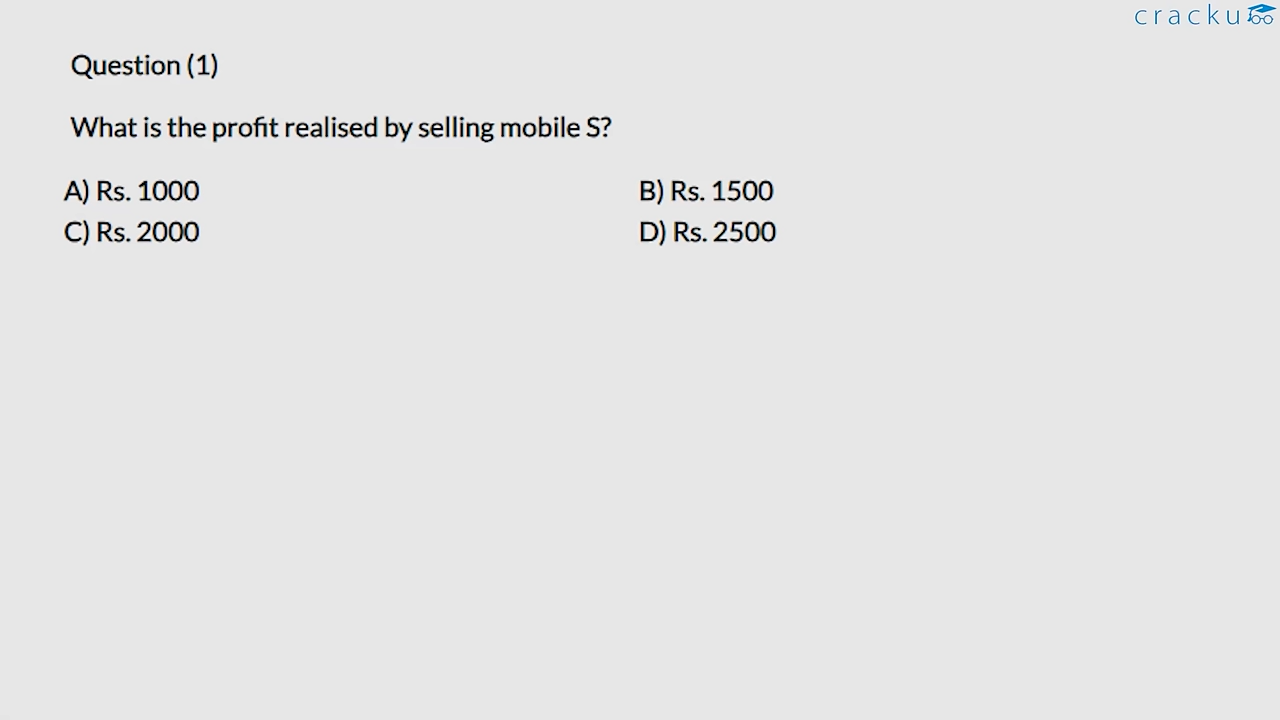 cracku
Question (1)
What is the profit realised by selling mobile S?
A) Rs. 1000 B) Rs. 1500
C) Rs. 2000 D) Rs. 2500